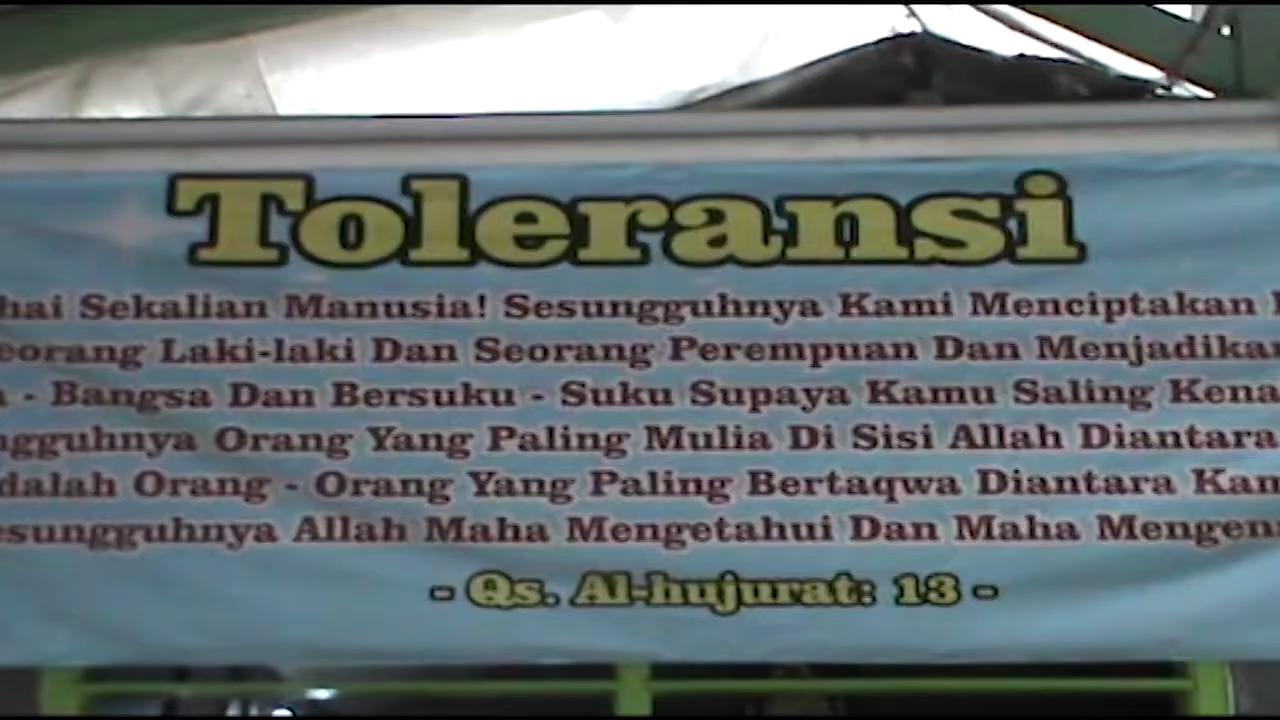 Toleransi
hai Sekalian Manusia! Sesungguhnya Kami Menciptakan
eorang Laki-laki Dan Seorang Perempuan Dan Menjadikan
- Bangsa Dan Bersuku - Suku Supaya Kamu Saling Kena
ngguhnya Orang Yang Paling Mulia Di Sisi Allah Diantara
dalah Orang - Orang Yang Paling Bertaqwa Diantara Kam
esungguhnya Allah Maha Mengetahui Dan Maha Mengen
- Qs. Al-hujurat: 13 -